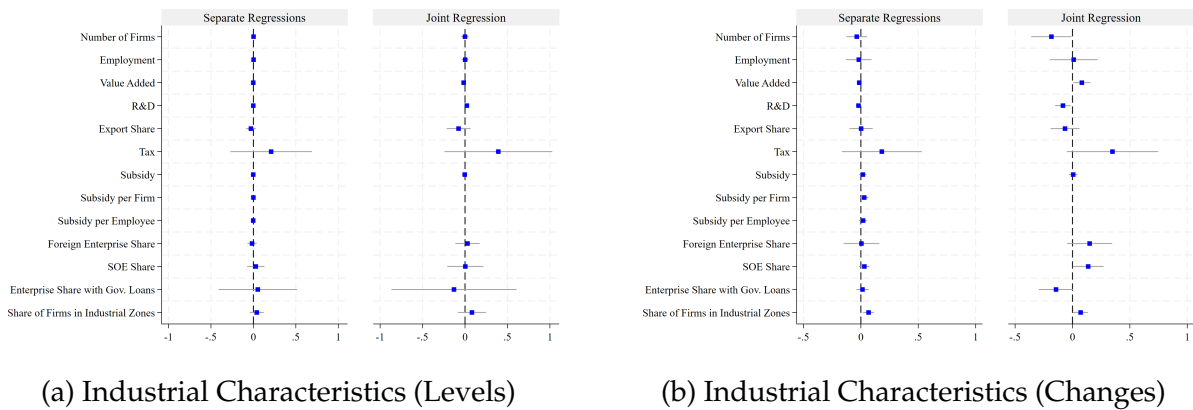 Separate Regressions
Joint Regression
Number of Firms
Employment
Value Added
R&D
Export Share
Tax
Subsidy
Subsidy per Firm
Subsidy per Employee
Foreign Enterprise Share
SOE Share
Enterprise Share with Gov. Loans
Share of Firms in Industrial Zones
-1 -.5 0 .5 1
-1 -.5 0 .5 1
(a) Industrial Characteristics (Levels)
Separate Regressions
Joint Regression
Number of Firms
Employment
Value Added
R&D
Export Share
Tax
Subsidy
Subsidy per Firm
Subsidy per Employee
Foreign Enterprise Share
SOE Share
Enterprise Share with Gov. Loans
Share of Firms in Industrial Zones
-.5 0 .5 1
-.5 0 .5 1
(b) Industrial Characteristics (Changes)